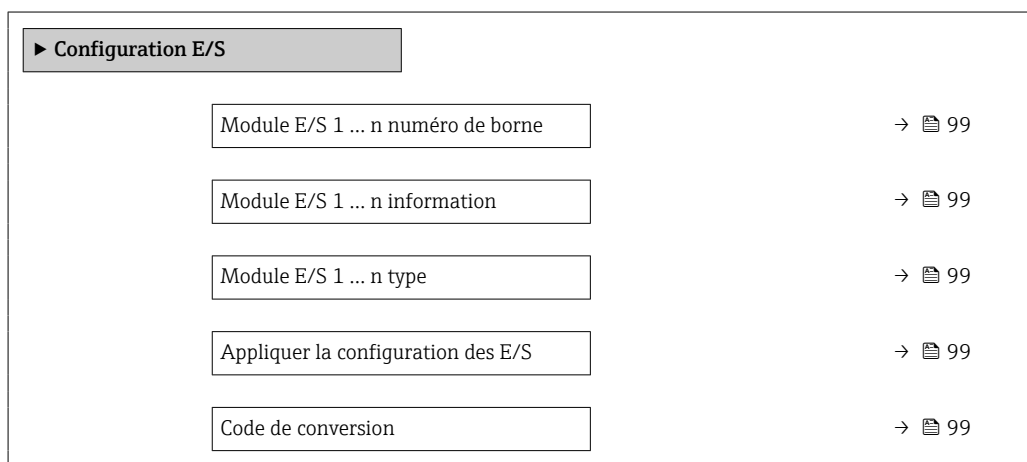 ▶ Configuration E/S
Module E/S 1 … n numéro de borne → 99
Module E/S 1 … n information → 99
Module E/S 1 … n type → 99
Appliquer la configuration des E/S → 99
Code de conversion → 99